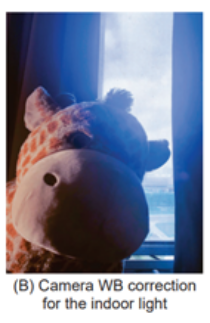 (B) Camera WB correction
for the indoor light